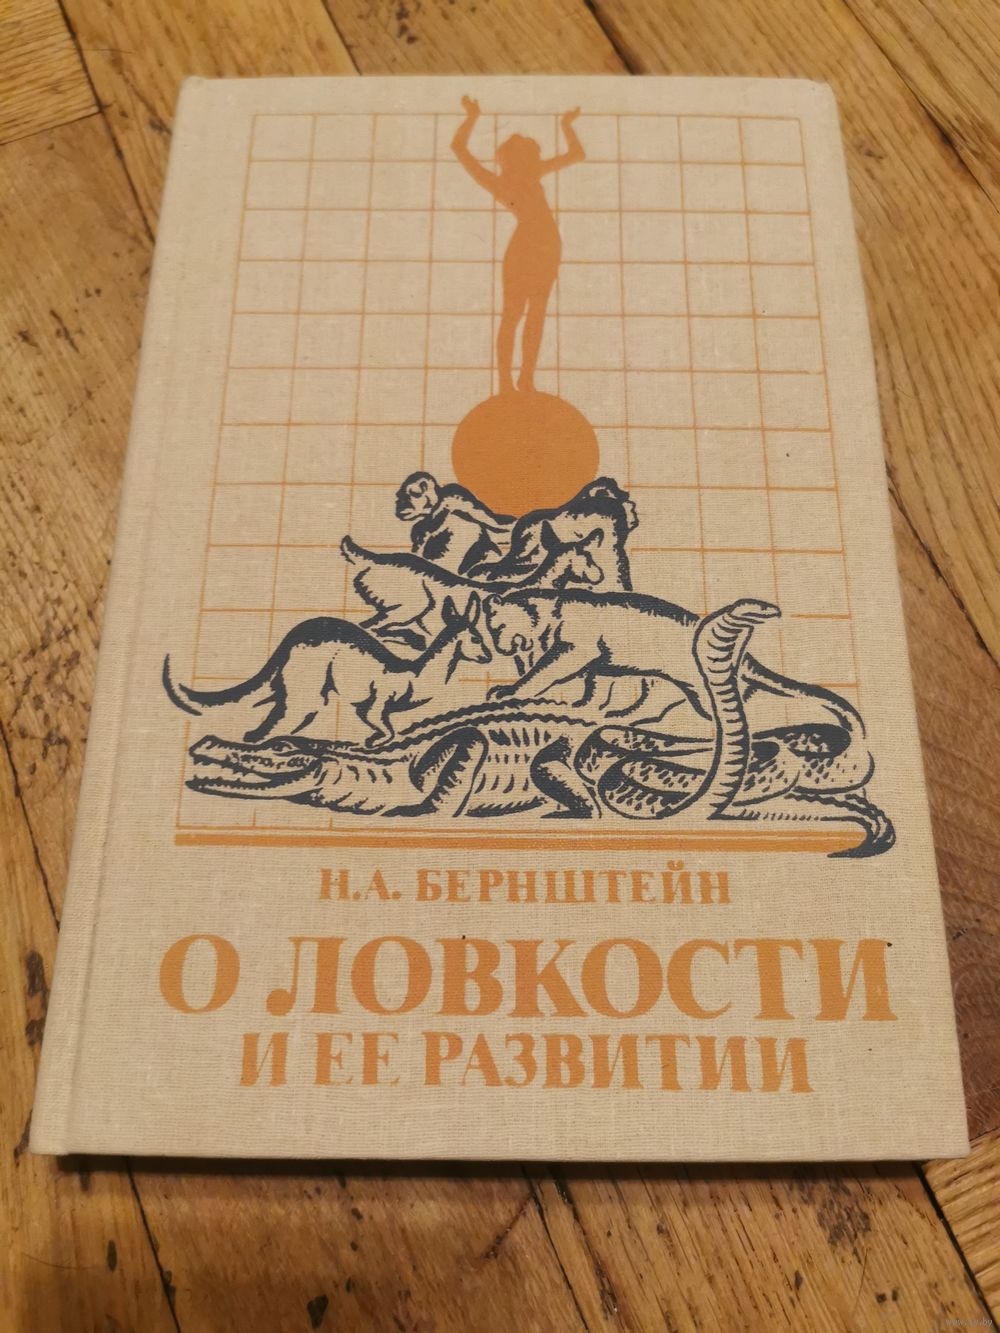 Н.А. БЕРНШТЕЙН
О ЛОВКОСТИ
И ЕЕ РАЗВИТИИ